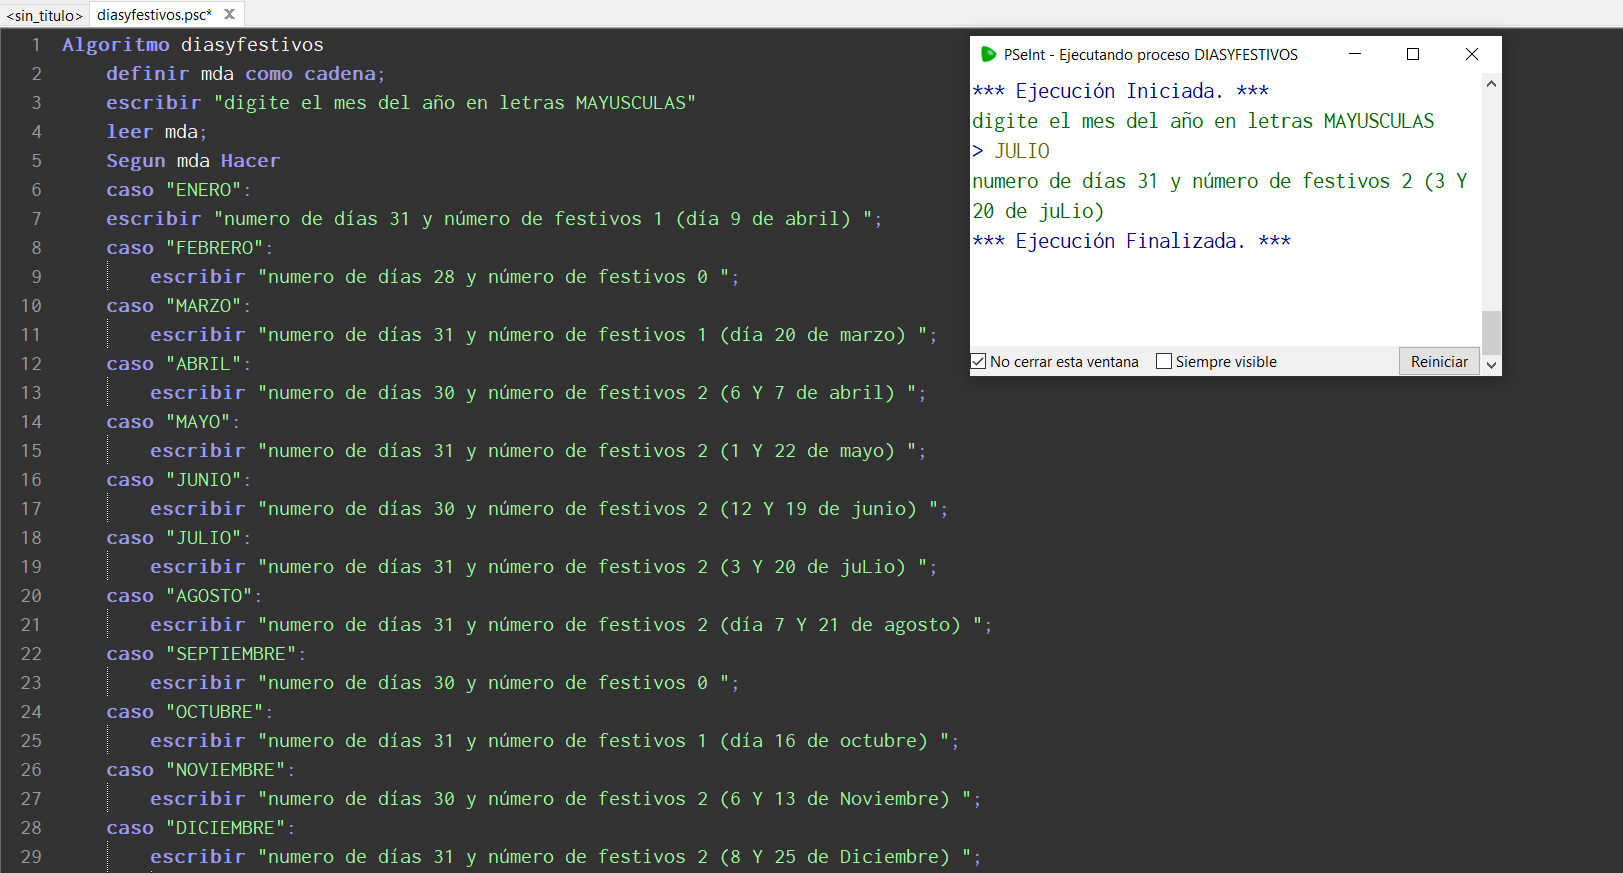 <sin_titulo>
diasyfestivos.psc*
1 Algoritmo diasyfestivos
2 definir mda como cadena;
3 escribir "digite el mes del año en letras MAYUSCULAS"
4 leer mda;
5 Segun mda Hacer
6 caso "ENERO":
7 escribir "numero de días 31 y número de festivos 1 (día 9 de abril) ";
8 caso "FEBRERO":
9 escribir "numero de días 28 y número de festivos 0 ";
10 caso "MARZO":
11 escribir "numero de días 31 y número de festivos 1 (día 20 de marzo) ";
12 caso "ABRIL":
13 escribir "numero de días 30 y número de festivos 2 (6 Y 7 de abril) ";
14 caso "MAYO":
15 escribir "numero de días 31 y número de festivos 2 (1 Y 22 de mayo) ";
16 caso "JUNIO":
17 escribir "numero de días 30 y número de festivos 2 (12 Y 19 de junio) ";
18 caso "JULIO":
19 escribir "numero de días 31 y número de festivos 2 (3 Y 20 de juLio) ";
20 caso "AGOSTO":
21 escribir "numero de días 31 y número de festivos 2 (día 7 Y 21 de agosto) ";
22 caso "SEPTIEMBRE":
23 escribir "numero de días 30 y número de festivos 0 ";
24 caso "OCTUBRE":
25 escribir "numero de días 31 y número de festivos 1 (día 16 de octubre) ";
26 caso "NOVIEMBRE":
27 escribir "numero de días 30 y número de festivos 2 (6 Y 13 de Noviembre) ";
28 caso "DICIEMBRE":
29 escribir "numero de días 31 y número de festivos 2 (8 Y 25 de Diciembre) ";
PSeInt - Ejecutando proceso DIASYFESTIVOS
*** Ejecución Iniciada. ***
digite el mes del año en letras MAYUSCULAS
> JULIO
numero de días 31 y número de festivos 2 (3 Y
20 de juLio)
*** Ejecución Finalizada. ***
No cerrar esta ventana
Siempre visible
Reiniciar